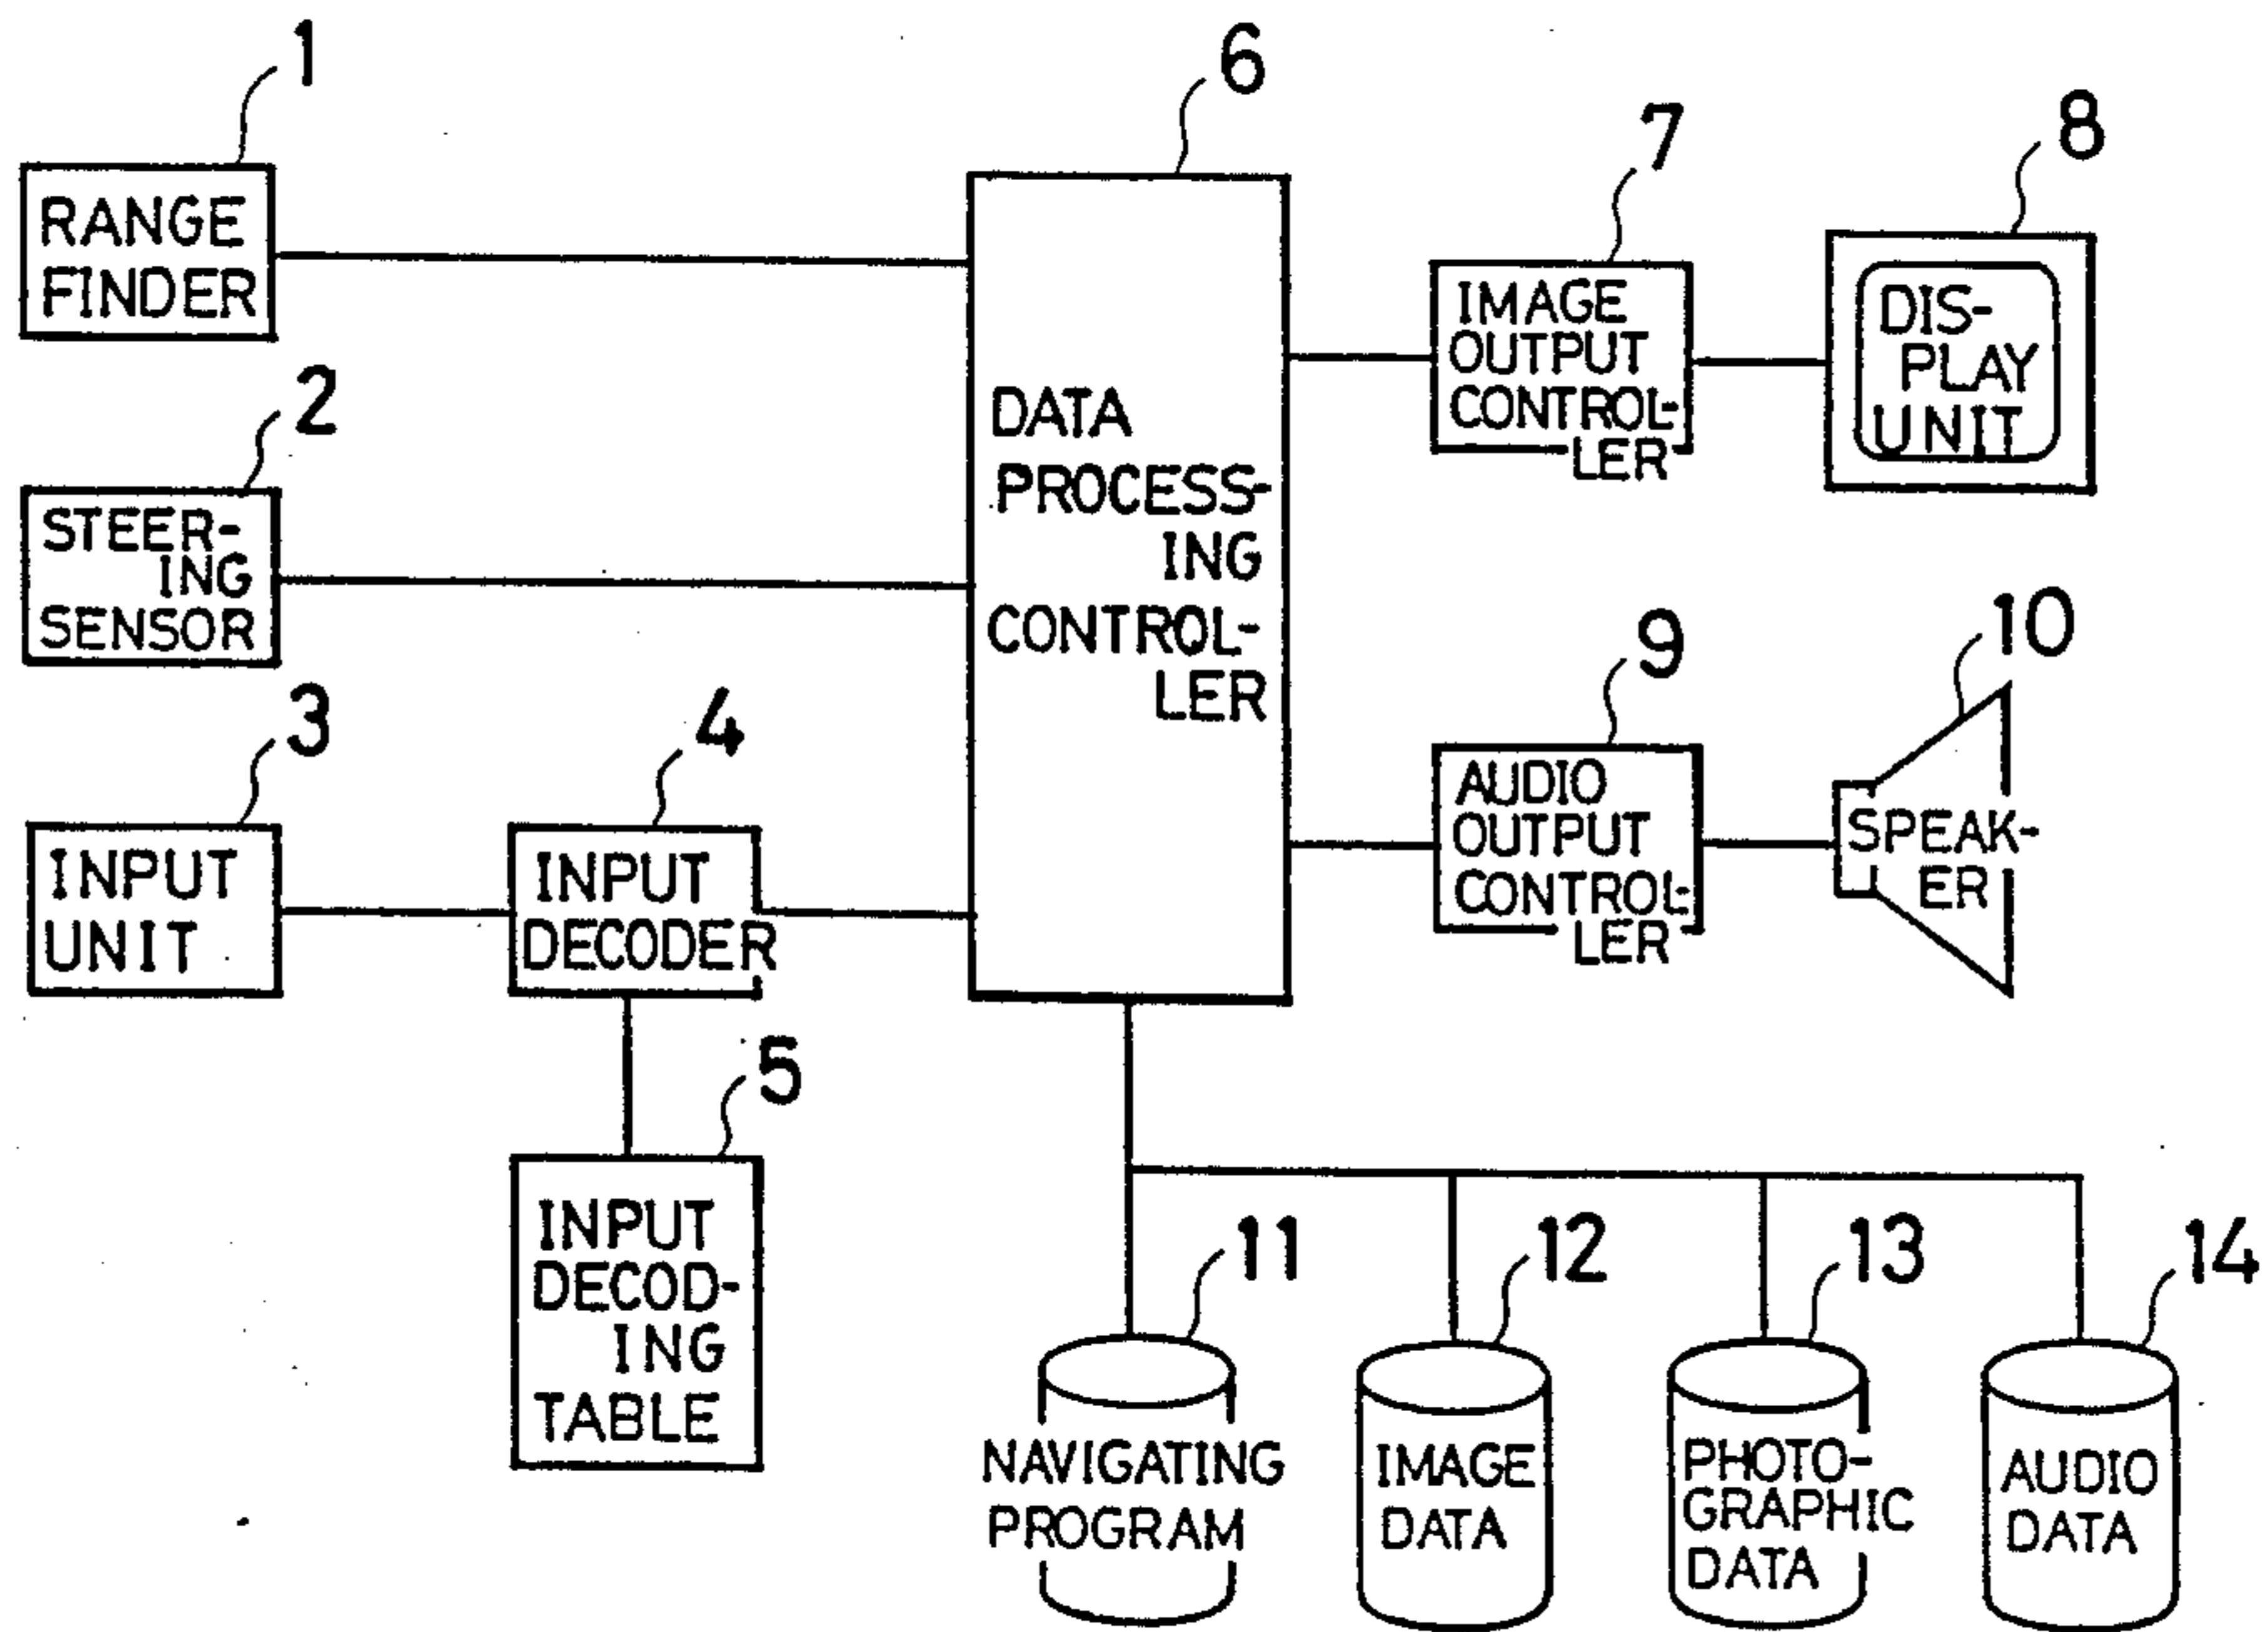 1
RANGE
FINDER
2
STEER-
ING
SENSOR
3
INPUT
UNIT
4
INPUT
DECODER
5
INPUT
DECOD-
ING
TABLE
6
DATA
PROCESS-
ING
CONTROL-
LER
7
IMAGE
OUTPUT
CONTROL-
LER
8
DIS-
PLAY
UNIT
9
AUDIO
OUTPUT
CONTROL-
LER
10
SPEAK-
ER
11
NAVIGATING
PROGRAM
12
IMAGE
DATA
13
PHOTO-
GRAPHIC
DATA
14
AUDIO
DATA